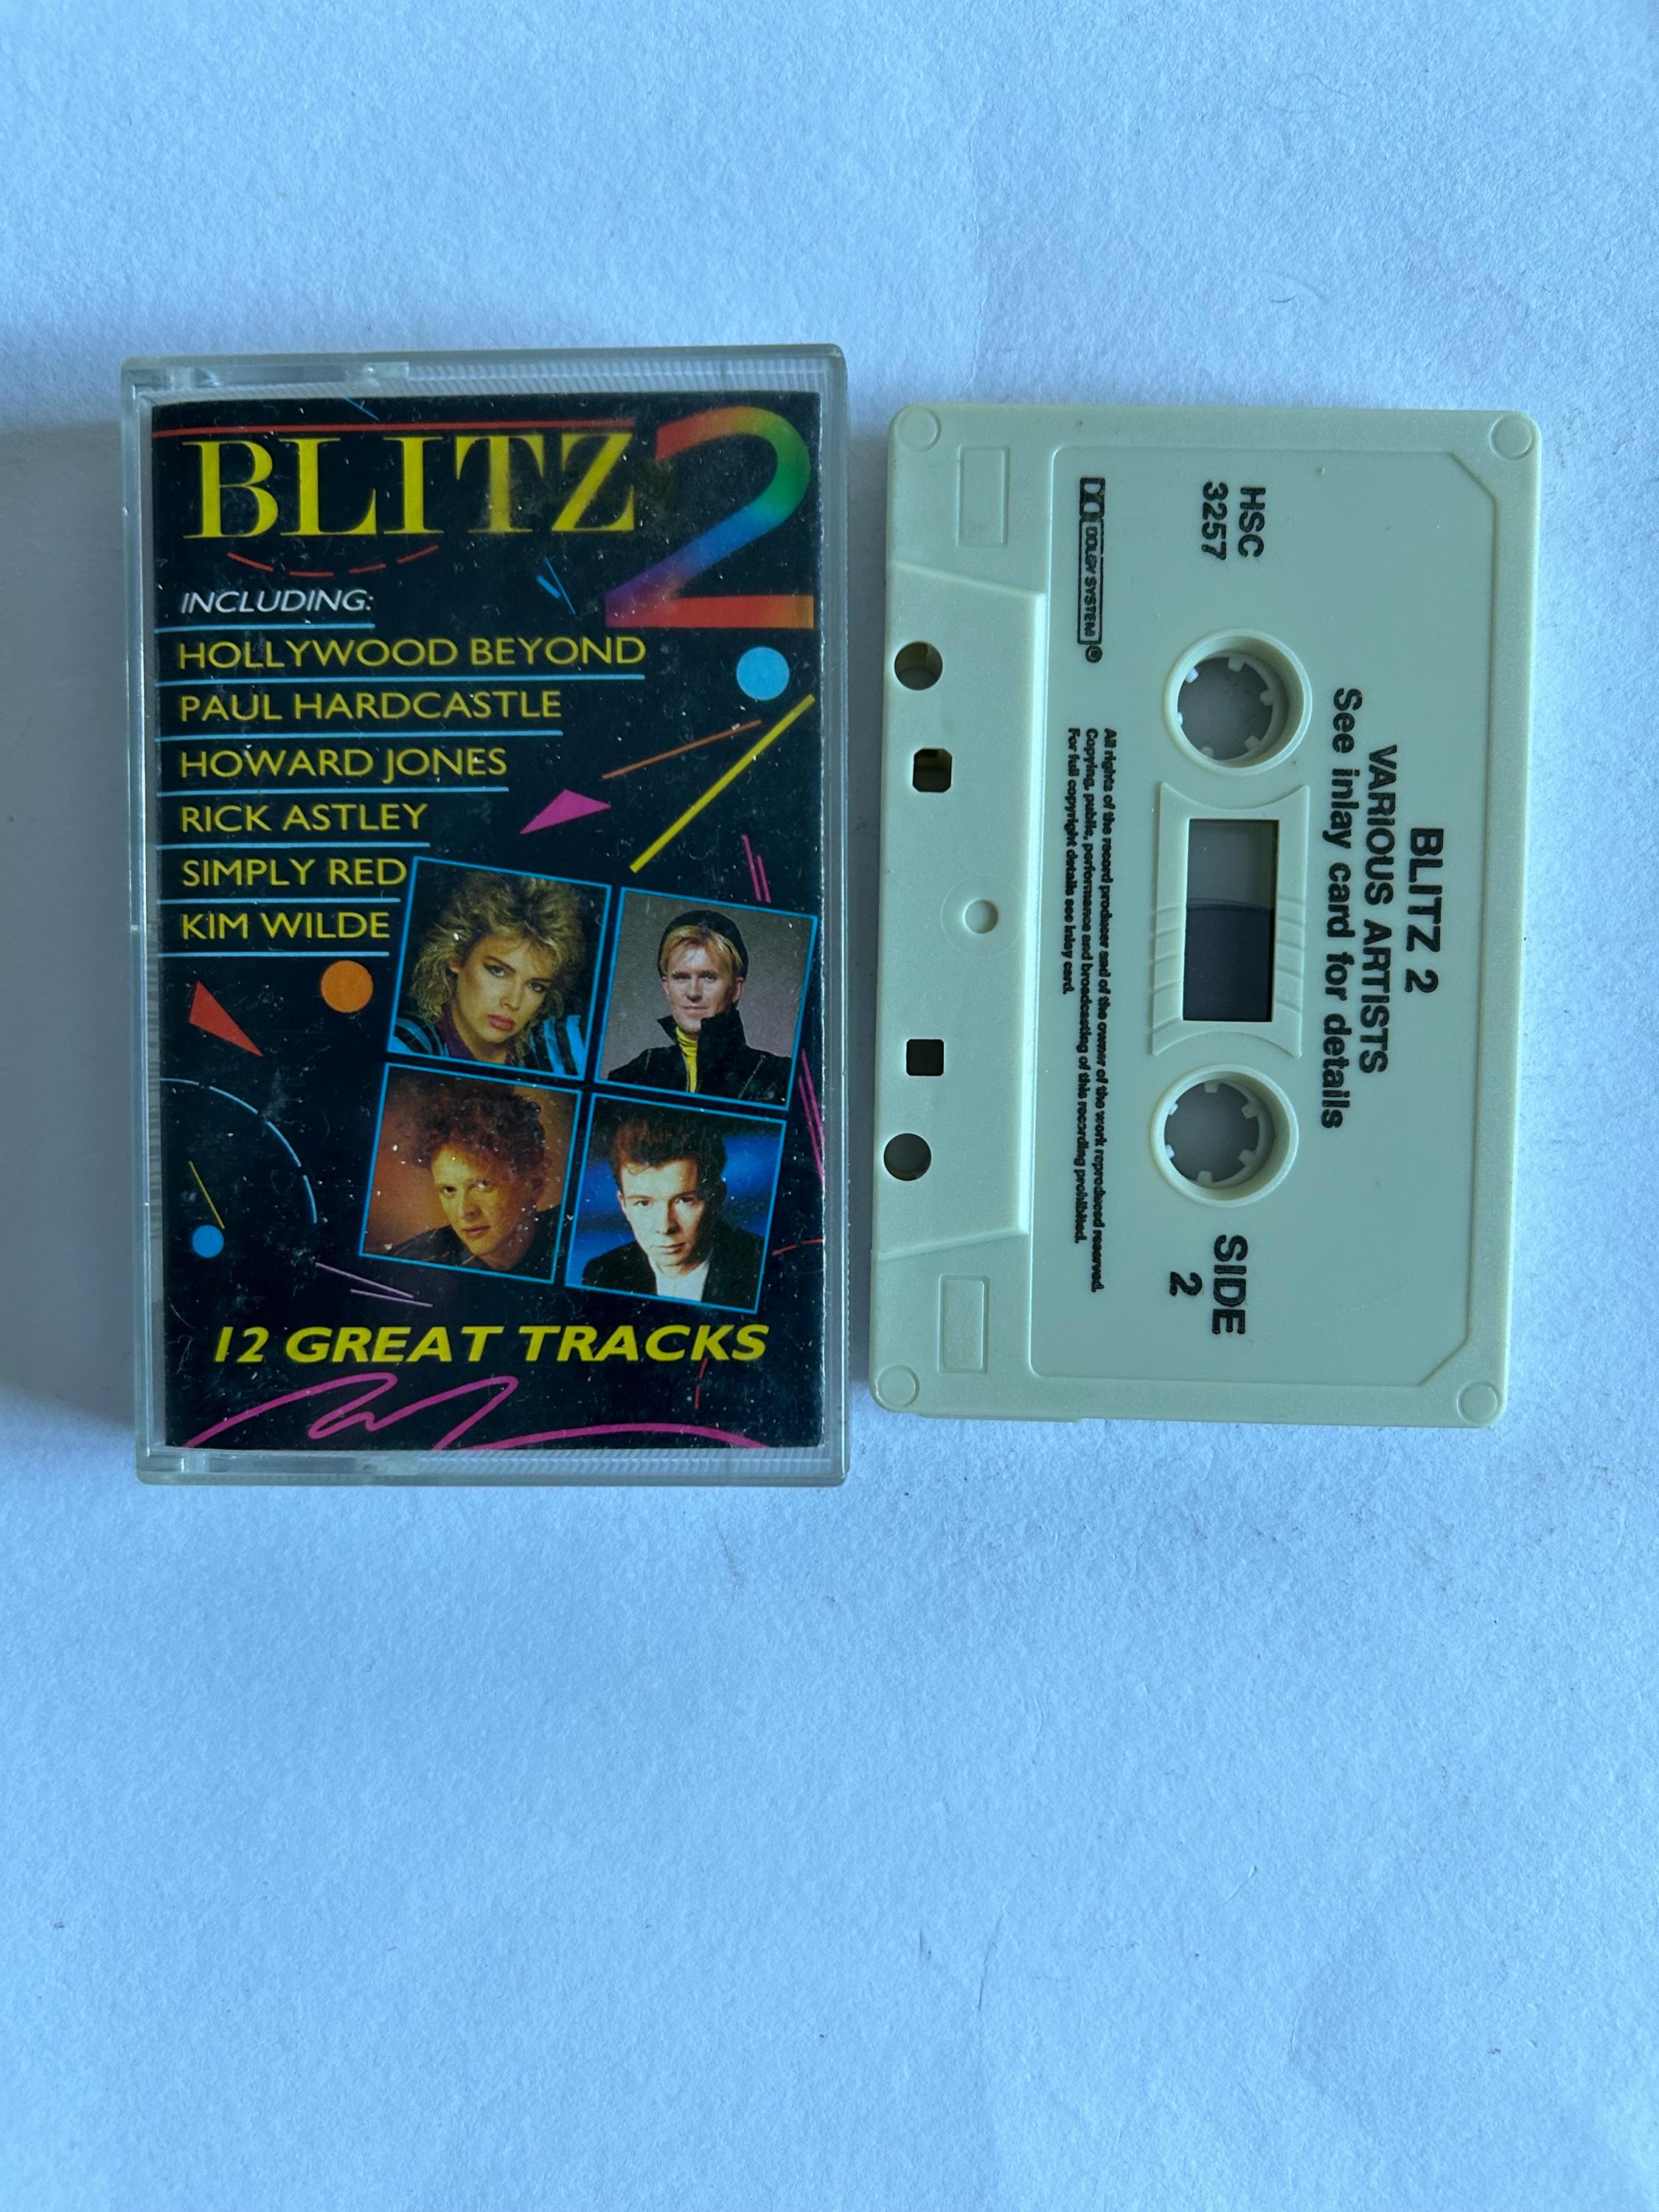 BLITZ 2
INCLUDING:
HOLLYWOOD BEYOND
PAUL HARDCASTLE
HOWARD JONES
RICK ASTLEY
SIMPLY RED
KIM WILDE
12 GREAT TRACKS
BLITZ 2
VARIOUS ARTISTS
See inlay card for details
HSC
3257
SIDE
2
DOLBY SYSTEM®
All rights of the record producer and of the owner of the work reproduced reserved.
Copying, public, performance and broadcasting of this recording prohibited.
For full copyright details see inlay card.